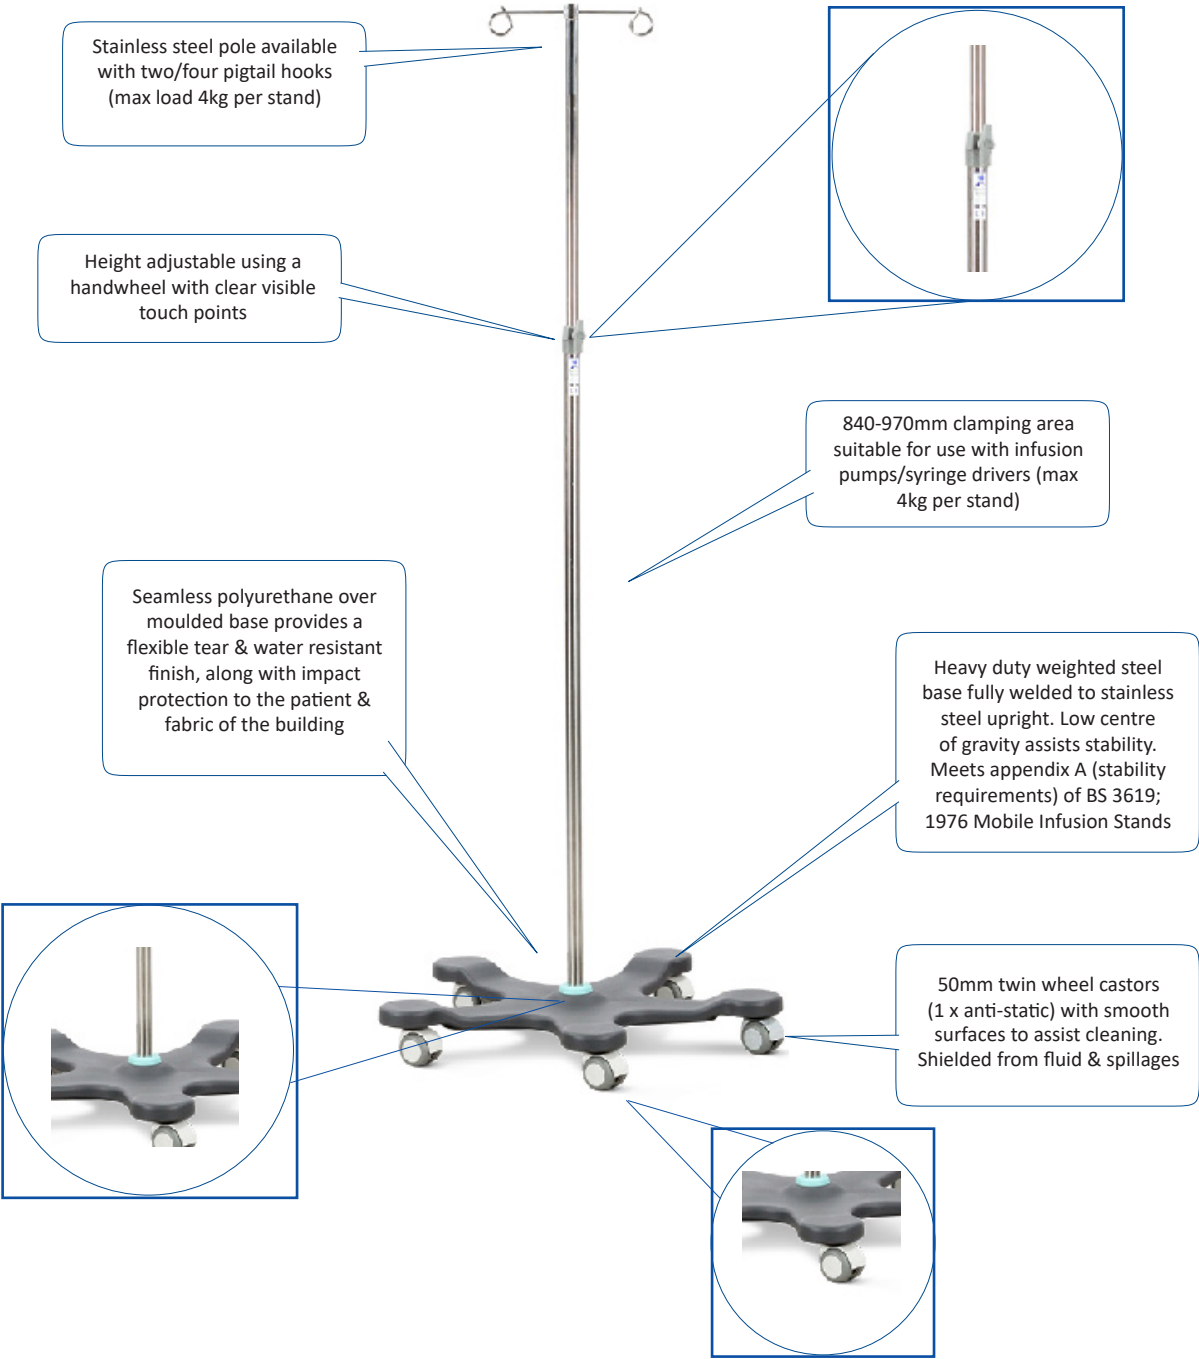 Stainless steel pole available
with two/four pigtail hooks
(max load 4kg per stand)
Height adjustable using a
handwheel with clear visible
touch points
840-970mm clamping area
suitable for use with infusion
pumps/syringe drivers (max
4kg per stand)
Seamless polyurethane over
moulded base provides a
flexible tear & water resistant
finish, along with impact
protection to the patient &
fabric of the building
Heavy duty weighted steel
base fully welded to stainless
steel upright. Low centre
of gravity assists stability.
Meets appendix A (stability
requirements) of BS 3619;
1976 Mobile Infusion Stands
50mm twin wheel castors
(1 x anti-static) with smooth
surfaces to assist cleaning.
Shielded from fluid & spillages